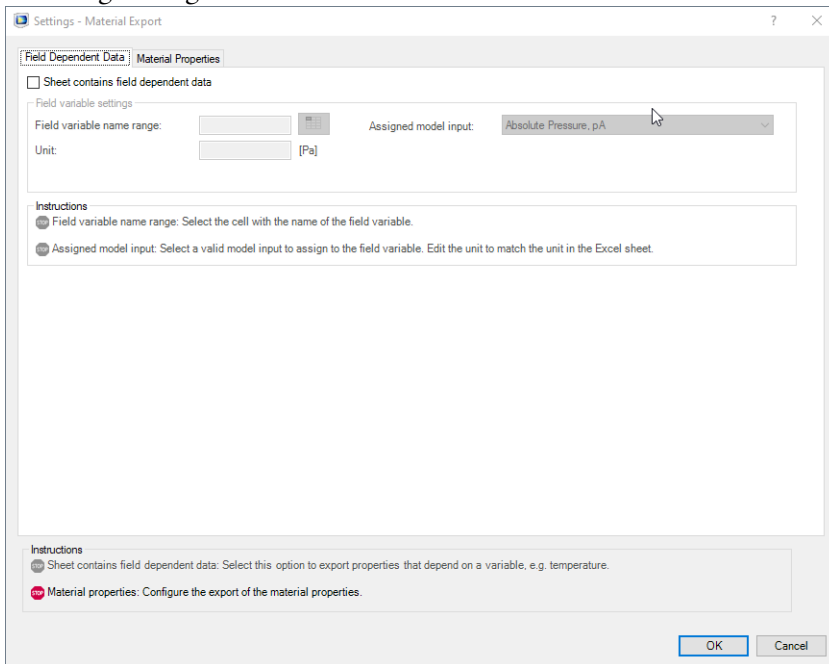 Settings - Material Export
?
Field Dependent Data Material Properties
Sheet contains field dependent data
Field variable settings
Field variable name range: Assigned model input: Absolute Pressure, pA
Unit: [Pa]
Instructions
STOP Field variable name range: Select the cell with the name of the field variable.
STOP Assigned model input: Select a valid model input to assign to the field variable. Edit the unit to match the unit in the Excel sheet.
Instructions
STOP Sheet contains field dependent data: Select this option to export properties that depend on a variable, e.g. temperature.
STOP Material properties: Configure the export of the material properties.
OK Cancel